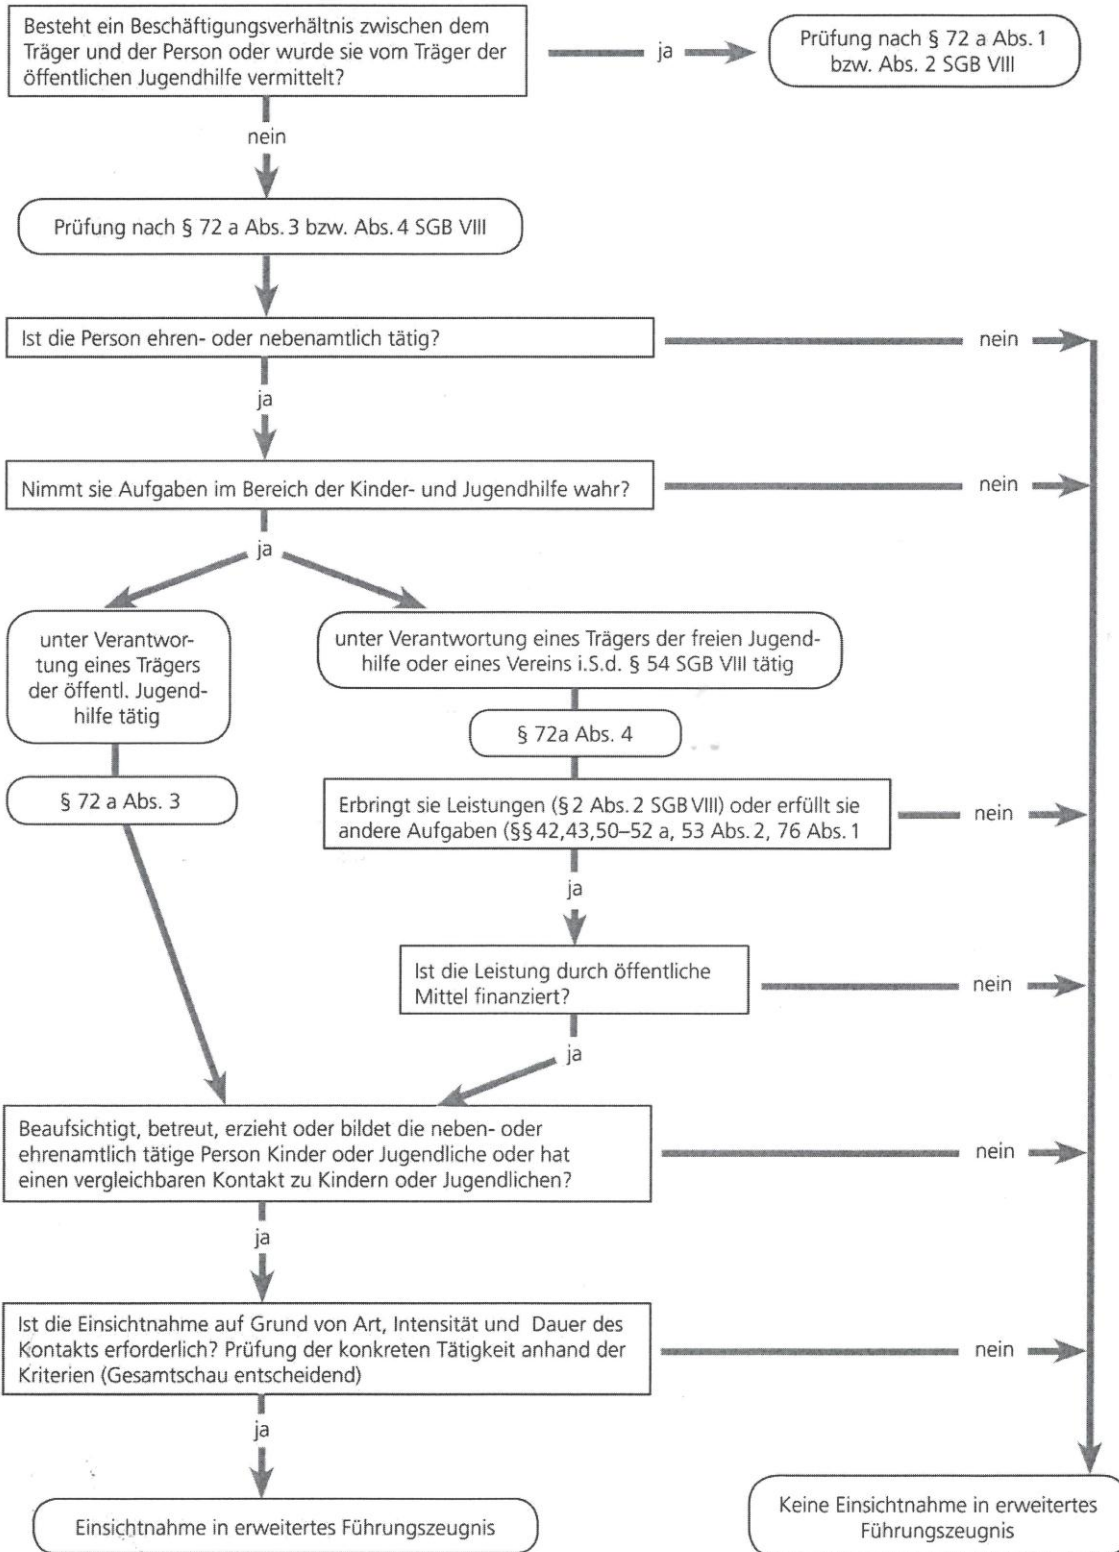 Besteht ein Beschäftigungsverhältnis zwischen dem
Träger und der Person oder wurde sie vom Träger der
öffentlichen Jugendhilfe vermittelt?
ja
Prüfung nach § 72 a Abs. 1
bzw. Abs. 2 SGB VIII
nein
Prüfung nach § 72 a Abs. 3 bzw. Abs. 4 SGB VIII
Ist die Person ehren- oder nebenamtlich tätig?
nein
ja
Nimmt sie Aufgaben im Bereich der Kinder- und Jugendhilfe wahr?
nein
ja
unter Verantwor-
tung eines Trägers
der öffentl. Jugend-
hilfe tätig
unter Verantwortung eines Trägers der freien Jugend-
hilfe oder eines Vereins i.S.d. § 54 SGB VIII tätig
§ 72a Abs. 4
§ 72 a Abs. 3
Erbringt sie Leistungen (§ 2 Abs. 2 SGB VIII) oder erfüllt sie
andere Aufgaben (§§ 42,43,50–52 a, 53 Abs. 2, 76 Abs. 1
nein
ja
Ist die Leistung durch öffentliche
Mittel finanziert?
nein
ja
Beaufsichtigt, betreut, erzieht oder bildet die neben- oder
ehrenamtlich tätige Person Kinder oder Jugendliche oder hat
einen vergleichbaren Kontakt zu Kindern oder Jugendlichen?
nein
ja
Ist die Einsichtnahme auf Grund von Art, Intensität und Dauer des
Kontakts erforderlich? Prüfung der konkreten Tätigkeit anhand der
Kriterien (Gesamtschau entscheidend)
nein
ja
Einsichtnahme in erweitertes Führungszeugnis
Keine Einsichtnahme in erweitertes
Führungszeugnis